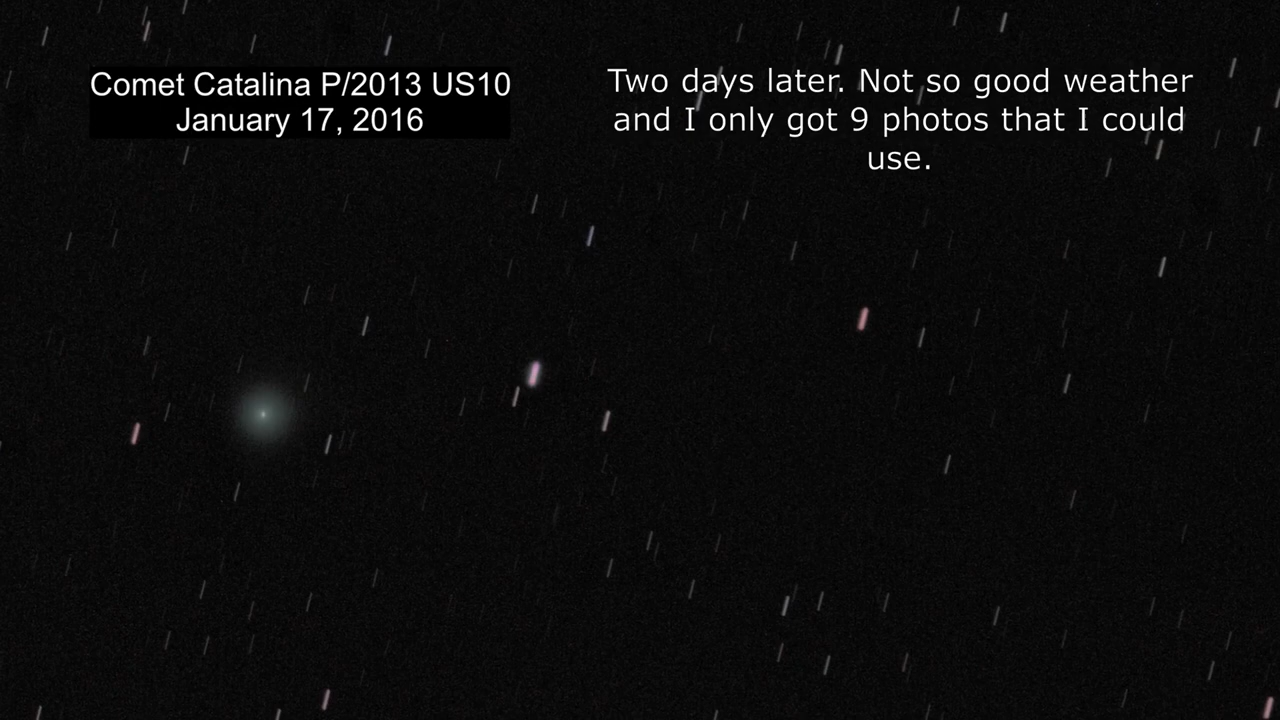 Comet Catalina P/2013 US10
January 17, 2016
Two days later. Not so good weather
and I only got 9 photos that I could
use.